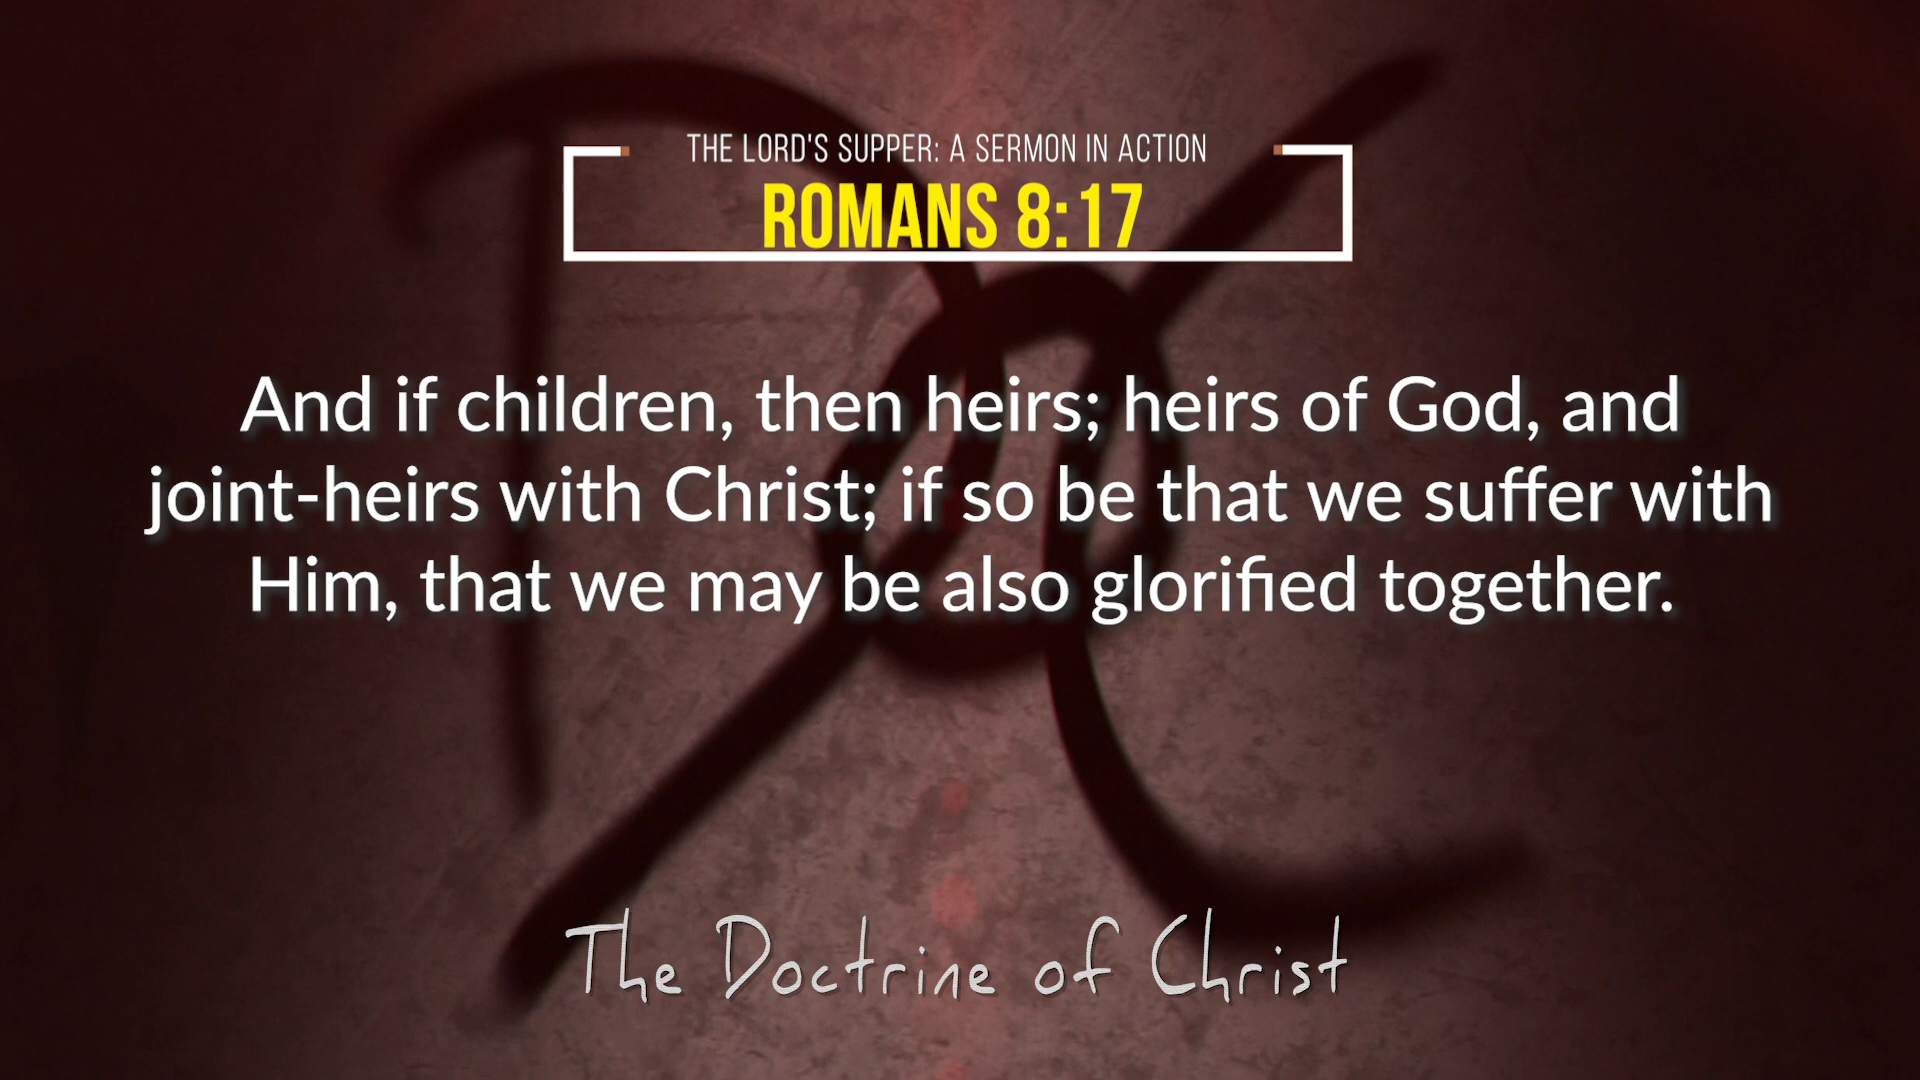 THE LORD'S SUPPER: A SERMON IN ACTION
ROMANS 8:17
And if children, then heirs; heirs of God, and
joint-heirs with Christ; if so be that we suffer with
Him, that we may be also glorified together.
The Doctrine of Christ